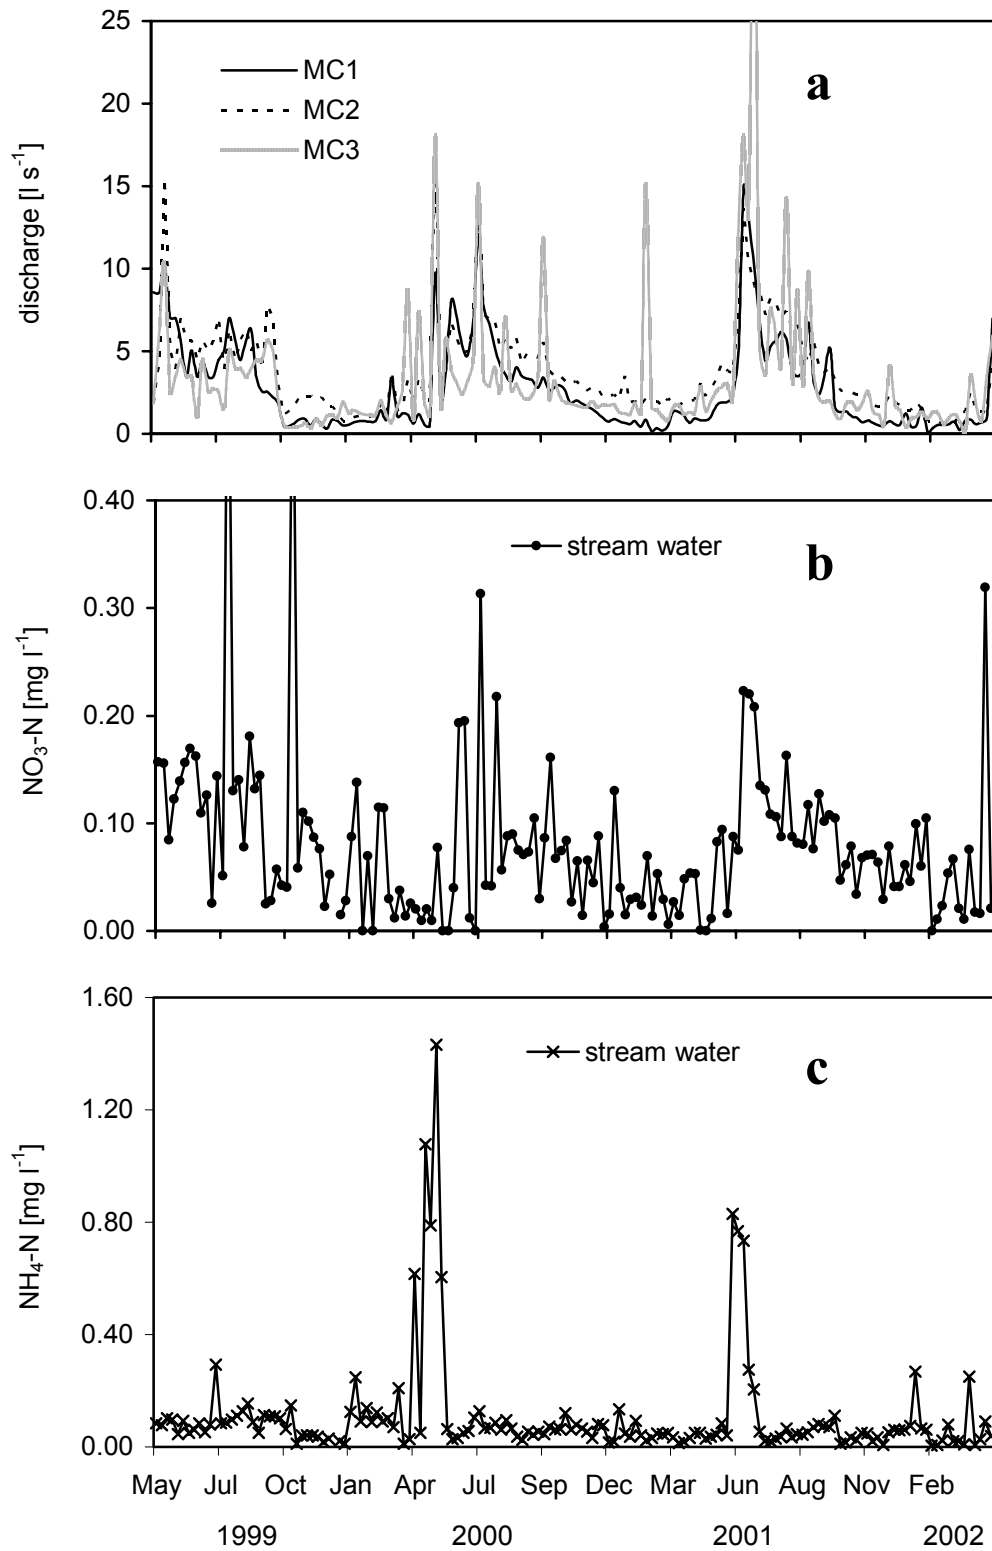 25
20
15
10
5
0
discharge [l s⁻¹]
MC1
MC2
MC3
a
0.40
0.30
0.20
0.10
0.00
NO₃-N [mg l⁻¹]
stream water
b
1.60
1.20
0.80
0.40
0.00
NH₄-N [mg l⁻¹]
stream water
c
May Jul Oct Jan Apr Jul Sep Dec Mar Jun Aug Nov Feb
1999 2000 2001 2002